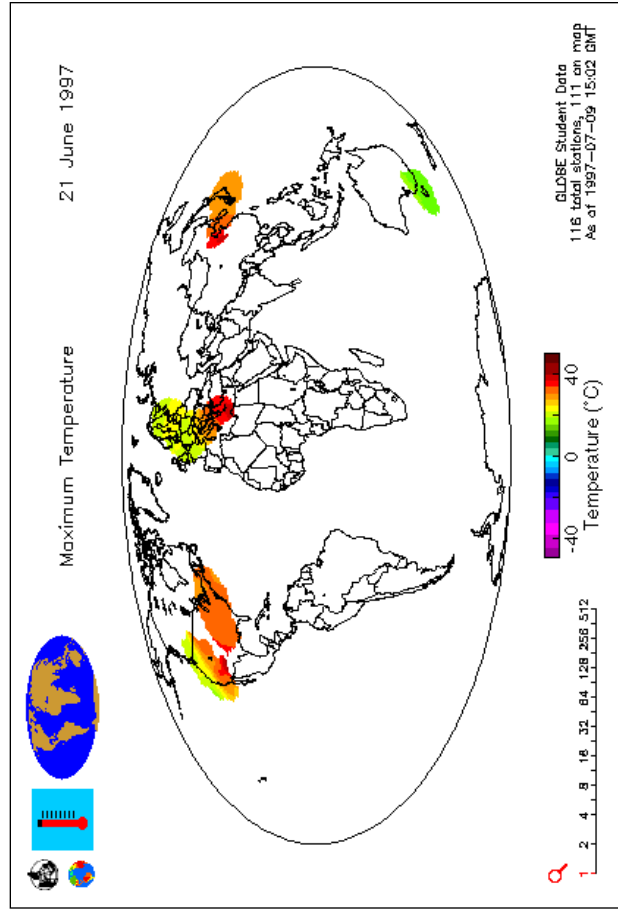 Maximum Temperature
21 June 1997
1 2 4 8 16 32 64 128 256 512
-40 0 40
Temperature (°C)
GLOBE Student Data
116 total stations, 111 on map
As of 1997-07-09 15:02 GMT